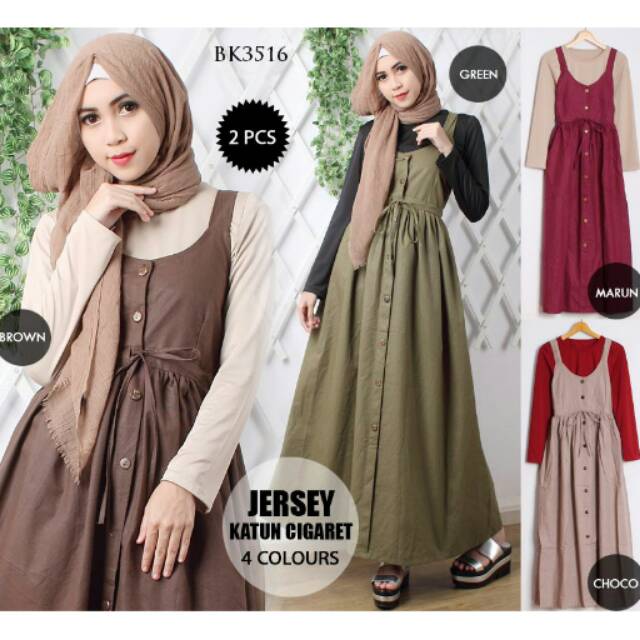 BK3516
2 PCS
GREEN
MARUN
BROWN
CHOCO
JERSEY
KATUN CIGARET
4 COLOURS